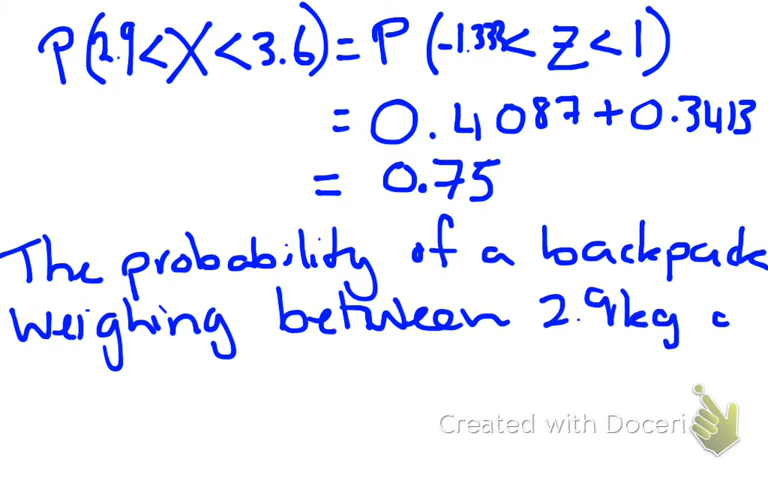 P(2.9<X<3.6)=P(-1.333<Z<1)
=0.4087+0.3413
= 0.75
The probability of a backpack
weighing between 2.9kg a
Created with Doceri